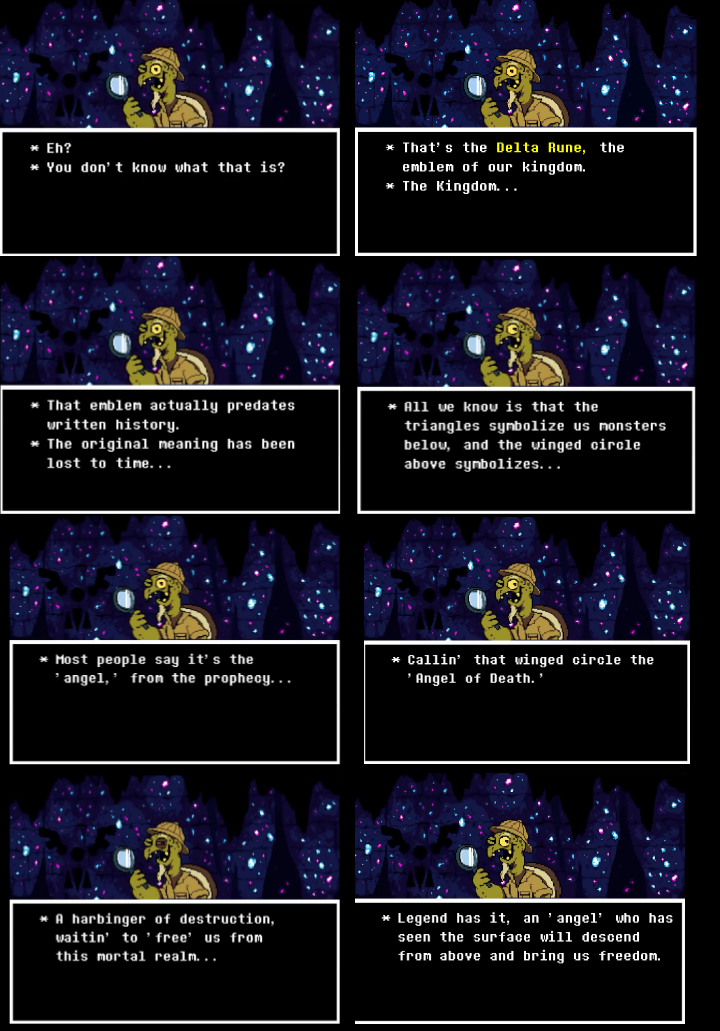 * Eh?
* You don't know what that is?
* That's the Delta Rune, the
emblem of our kingdom.
* The Kingdom...
* That emblem actually predates
written history.
* The original meaning has been
lost to time...
* All we know is that the
triangles symbolize us monsters
below, and the winged circle
above symbolizes...
* Most people say it's the
'angel,' from the prophecy...
* Callin' that winged circle the
'Angel of Death.'
* A harbinger of destruction,
waitin' to 'free' us from
this mortal realm...
* Legend has it, an 'angel' who has
seen the surface will descend
from above and bring us freedom.